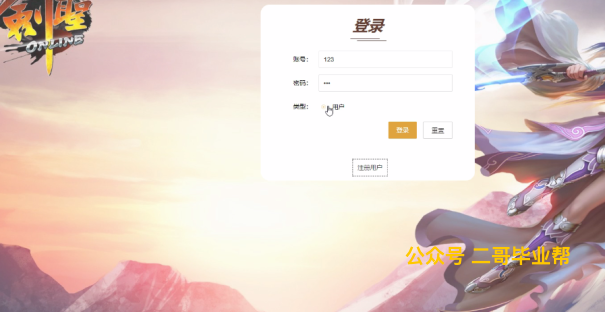 剑聖
ONLINE
登录
账号： 123
密码： •••
类型： 用户
登录 重置
注册用户
公众号 二哥毕业帮